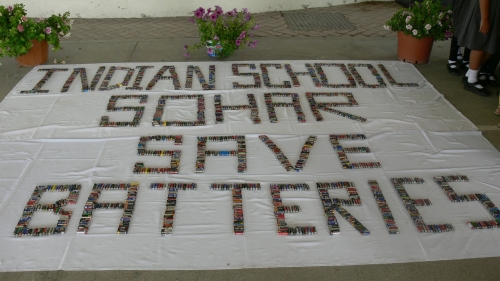 INDIAN SCHOOL
SOHAR
SAVE
BATTERIES